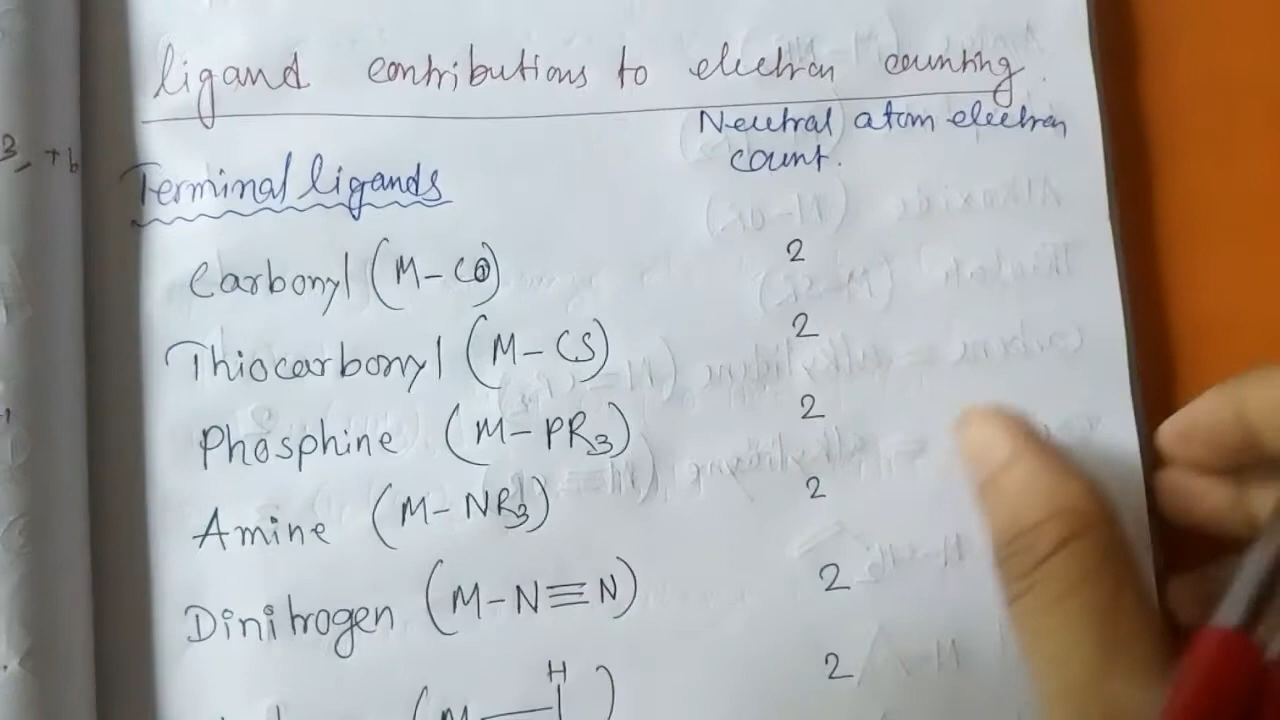 ligand contributions to electron counting.
Neutral atom electron
count.
3, +b
Terminal ligands
Carbonyl (M-CO) 2
Thiocarbonyl (M-CS) 2
Phosphine (M-PR3) 2
Amine (M-NR3) 2
Dinitrogen (M-N≡N) 2
H
(M—) 2